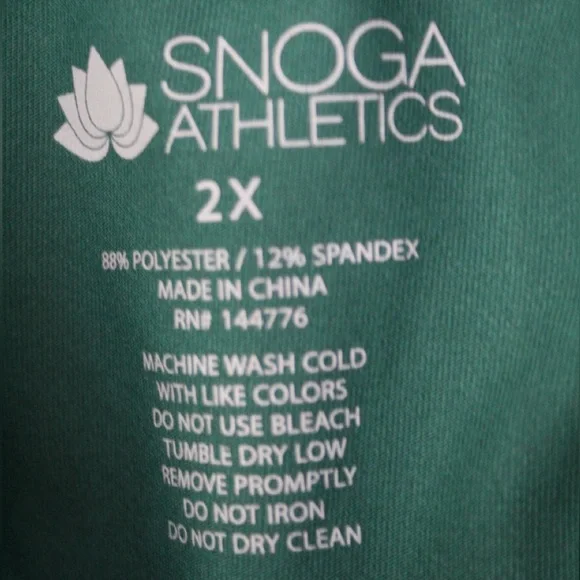 SNOGA
ATHLETICS
2X
88% POLYESTER / 12% SPANDEX
MADE IN CHINA
RN# 144776
MACHINE WASH COLD
WITH LIKE COLORS
DO NOT USE BLEACH
TUMBLE DRY LOW
REMOVE PROMPTLY
DO NOT IRON
DO NOT DRY CLEAN